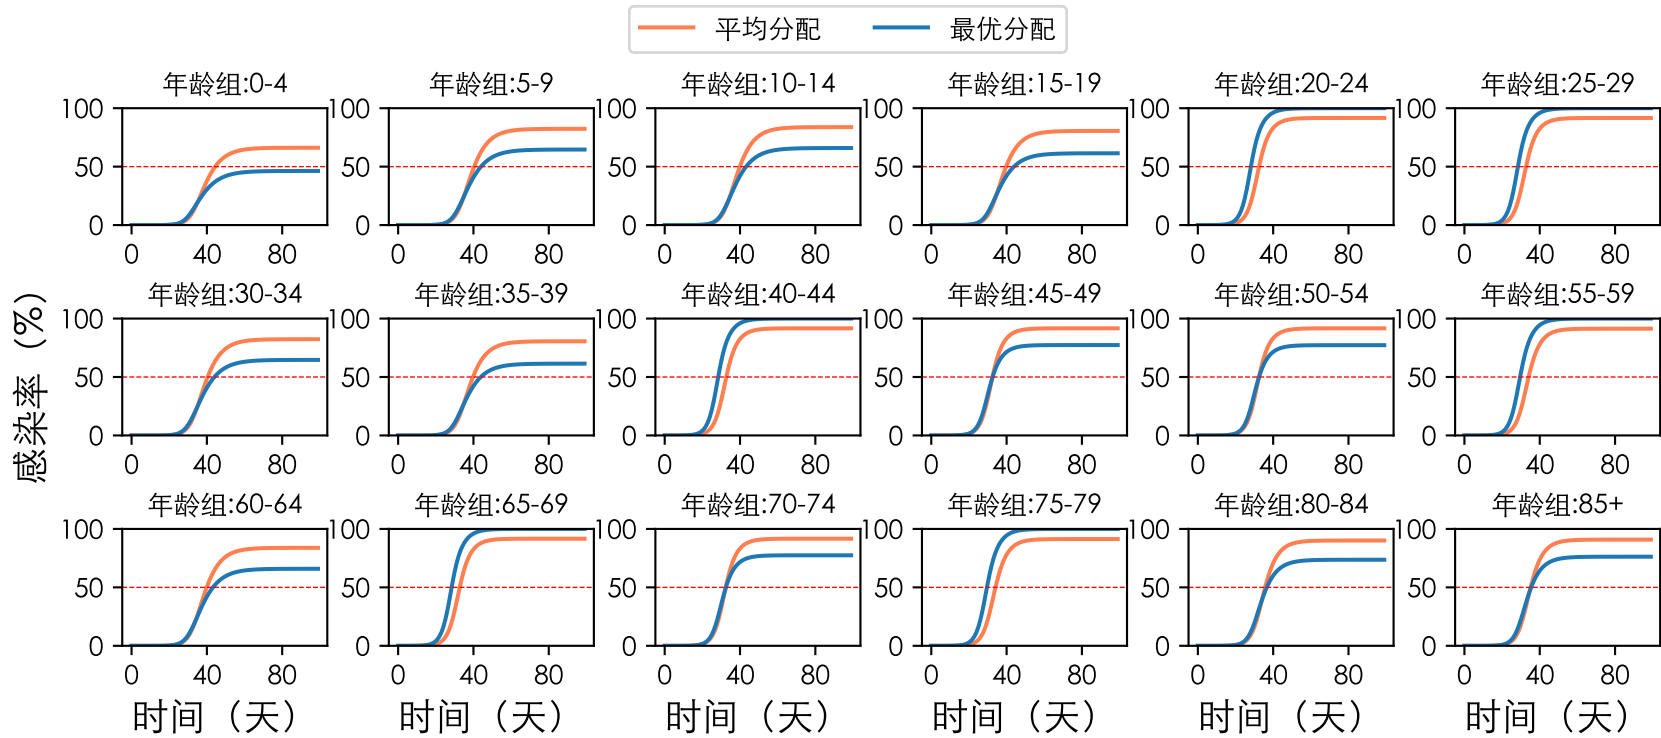 平均分配 最优分配
年龄组:0-4 年龄组:5-9 年龄组:10-14 年龄组:15-19 年龄组:20-24 年龄组:25-29
100 100 100 100 100 100
50 50 50 50 50 50
0 0 0 0 0 0
0 40 80 0 40 80 0 40 80 0 40 80 0 40 80 0 40 80
感染率（%）
年龄组:30-34 年龄组:35-39 年龄组:40-44 年龄组:45-49 年龄组:50-54 年龄组:55-59
100 100 100 100 100 100
50 50 50 50 50 50
0 0 0 0 0 0
0 40 80 0 40 80 0 40 80 0 40 80 0 40 80 0 40 80
年龄组:60-64 年龄组:65-69 年龄组:70-74 年龄组:75-79 年龄组:80-84 年龄组:85+
100 100 100 100 100 100
50 50 50 50 50 50
0 0 0 0 0 0
0 40 80 0 40 80 0 40 80 0 40 80 0 40 80 0 40 80
时间（天） 时间（天） 时间（天） 时间（天） 时间（天） 时间（天）